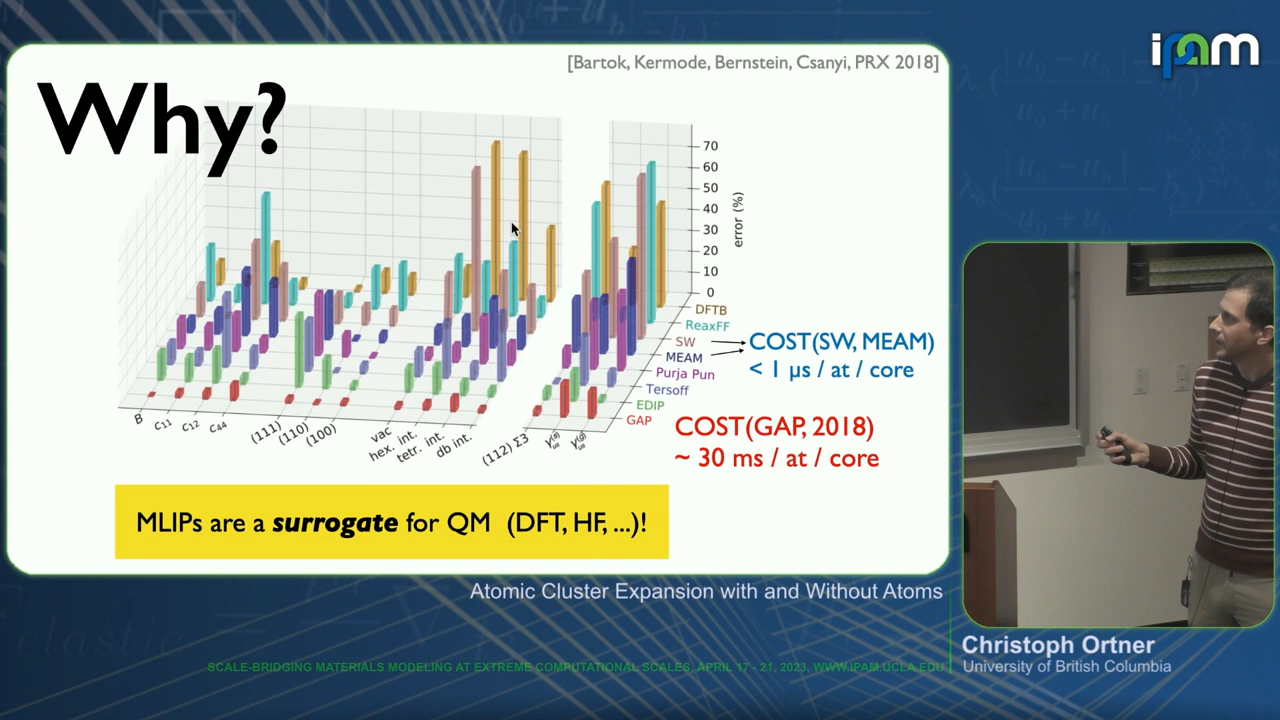 [Bartok, Kermode, Bernstein, Csanyi, PRX 2018]
ipam
Why?
70
60
50
40
30
20
10
0
error (%)
DFTB
ReaxFF
SW
MEAM
Purja Pun
Tersoff
EDIP
GAP
B
c11
c12
c44
(111)
(110)
(100)
vac
hex. int.
tetr. int.
db int.
(112) Σ3
γus(g)
COST(SW, MEAM)
< 1 µs / at / core
COST(GAP, 2018)
~ 30 ms / at / core
MLIPs are a surrogate for QM (DFT, HF, ...)!
Atomic Cluster Expansion with and Without Atoms
Christoph Ortner
University of British Columbia
SCALE-BRIDGING MATERIALS MODELING AT EXTREME COMPUTATIONAL SCALES, APRIL 17 - 21, 2023, WWW.IPAM.UCLA.EDU
elastic